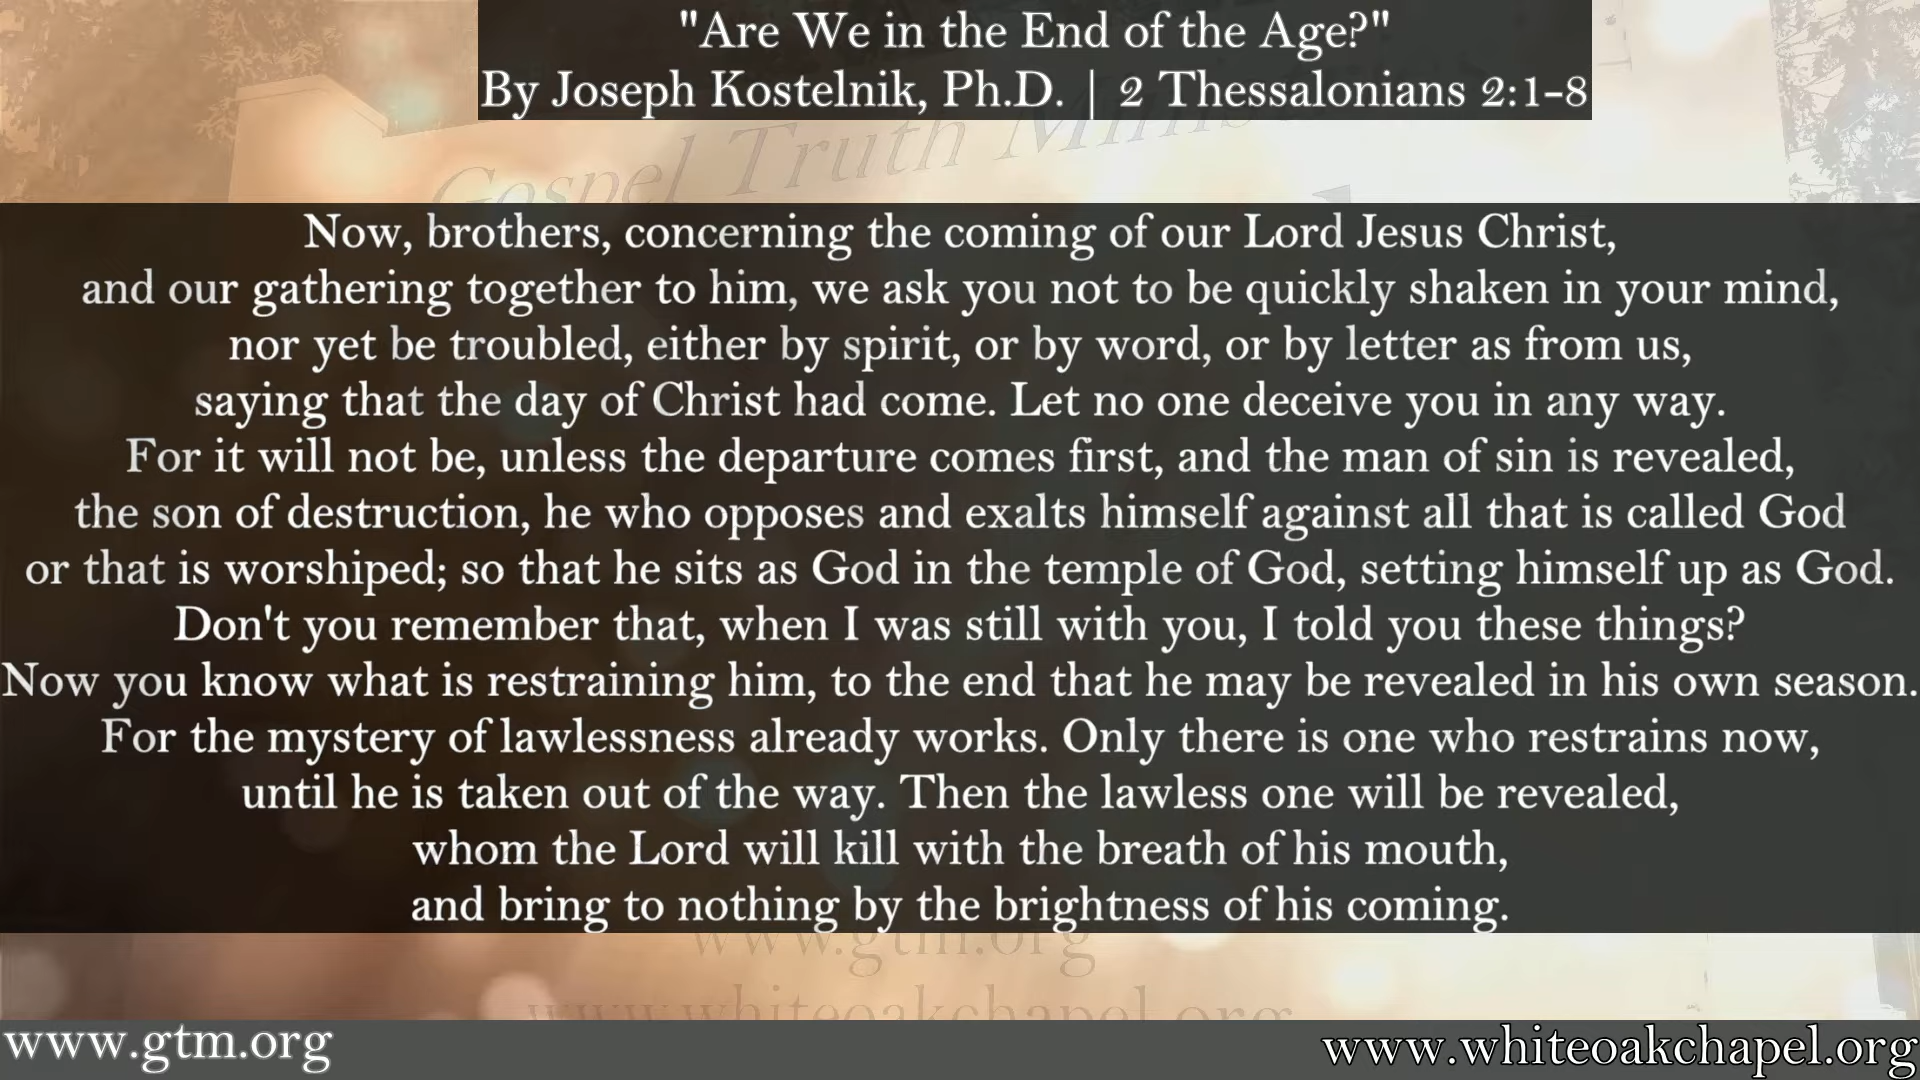 "Are We in the End of the Age?"
By Joseph Kostelnik, Ph.D. | 2 Thessalonians 2:1-8
Gospel Truth
Now, brothers, concerning the coming of our Lord Jesus Christ,
and our gathering together to him, we ask you not to be quickly shaken in your mind,
nor yet be troubled, either by spirit, or by word, or by letter as from us,
saying that the day of Christ had come. Let no one deceive you in any way.
For it will not be, unless the departure comes first, and the man of sin is revealed,
the son of destruction, he who opposes and exalts himself against all that is called God
or that is worshiped; so that he sits as God in the temple of God, setting himself up as God.
Don't you remember that, when I was still with you, I told you these things?
Now you know what is restraining him, to the end that he may be revealed in his own season.
For the mystery of lawlessness already works. Only there is one who restrains now,
until he is taken out of the way. Then the lawless one will be revealed,
whom the Lord will kill with the breath of his mouth,
and bring to nothing by the brightness of his coming.
www.gtm.org
www.whiteoakchapel.org
www.gtm.org
www.whiteoakchapel.org